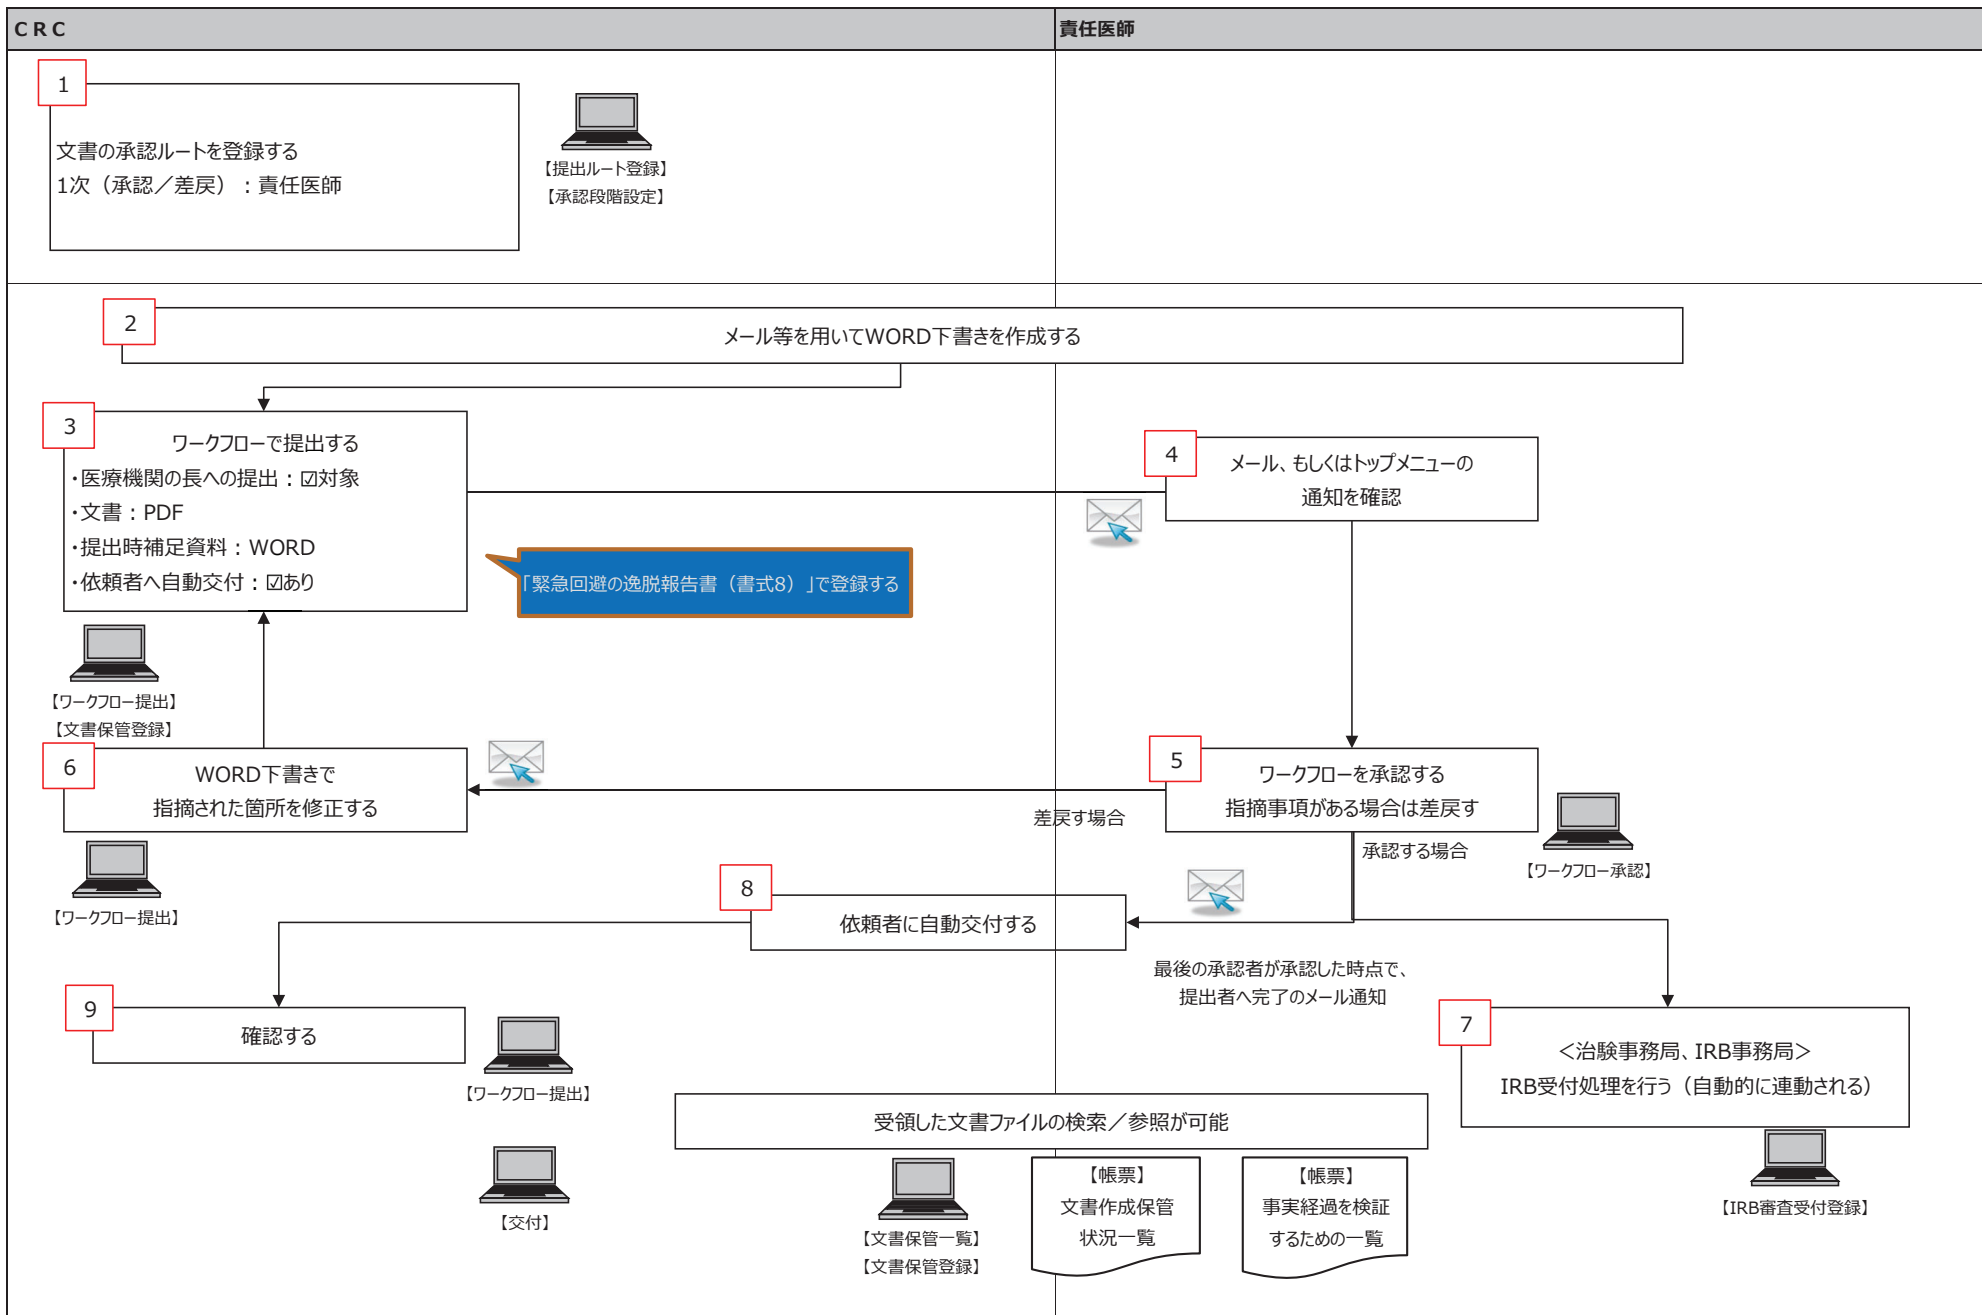 ＣＲＣ
責任医師
1
文書の承認ルートを登録する
1次（承認／差戻）：責任医師
【提出ルート登録】
【承認段階設定】
2
メール等を用いてWORD下書きを作成する
3
ワークフローで提出する
・医療機関の長への提出：☑対象
・文書：PDF
・提出時補足資料：WORD
・依頼者へ自動交付：☑あり
「緊急回避の逸脱報告書（書式8）」で登録する
【ワークフロー提出】
【文書保管登録】
4
メール、もしくはトップメニューの
通知を確認
5
ワークフローを承認する
指摘事項がある場合は差戻す
【ワークフロー承認】
差戻す場合
承認する場合
6
WORD下書きで
指摘された箇所を修正する
【ワークフロー提出】
8
依頼者に自動交付する
最後の承認者が承認した時点で、
提出者へ完了のメール通知
9
確認する
【ワークフロー提出】
【交付】
7
＜治験事務局、IRB事務局＞
IRB受付処理を行う（自動的に連動される）
【IRB審査受付登録】
受領した文書ファイルの検索／参照が可能
【文書保管一覧】
【文書保管登録】
【帳票】
文書作成保管
状況一覧
【帳票】
事実経過を検証
するための一覧